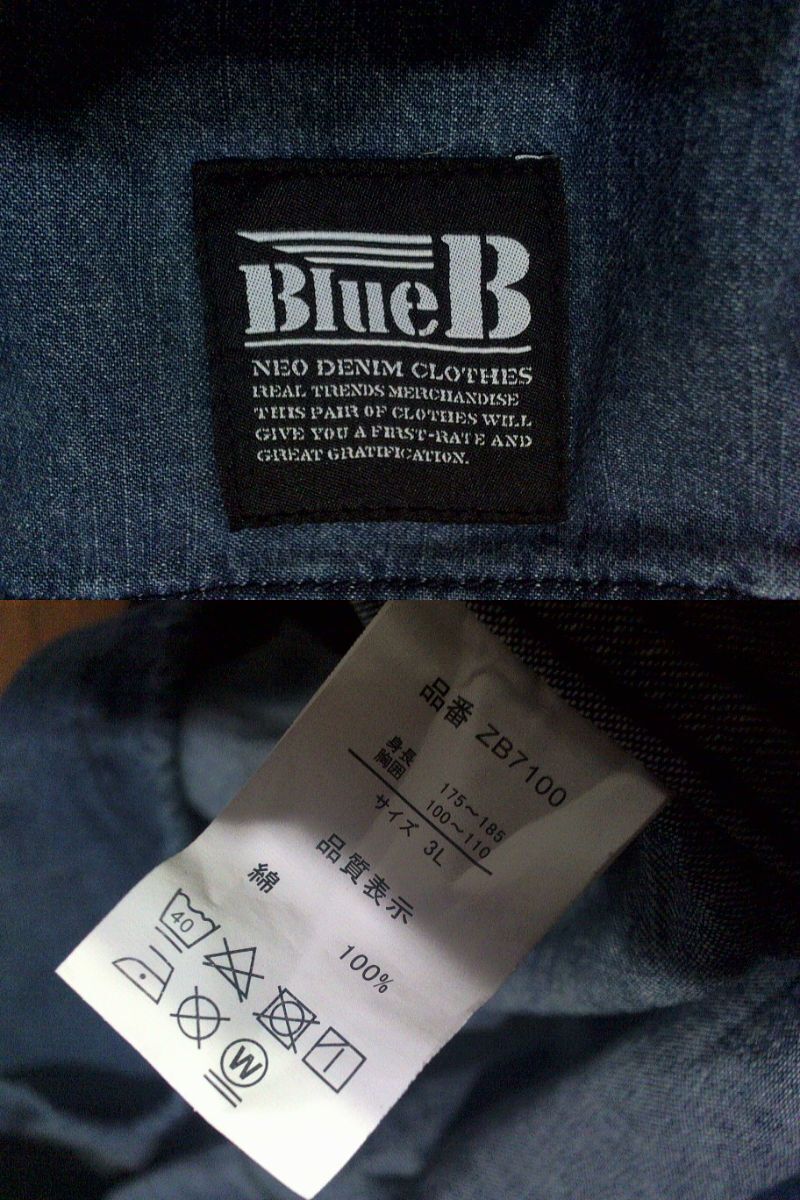 BlueB
NEO DENIM CLOTHES
REAL TRENDS MERCHANDISE
THIS PAIR OF CLOTHES WILL
GIVE YOU A FIRST-RATE AND
GREAT GRATIFICATION.
品番 ZB7100
身長 175～185
胸囲 100～110
サイズ 3L
品質表示
綿 100%
40
W